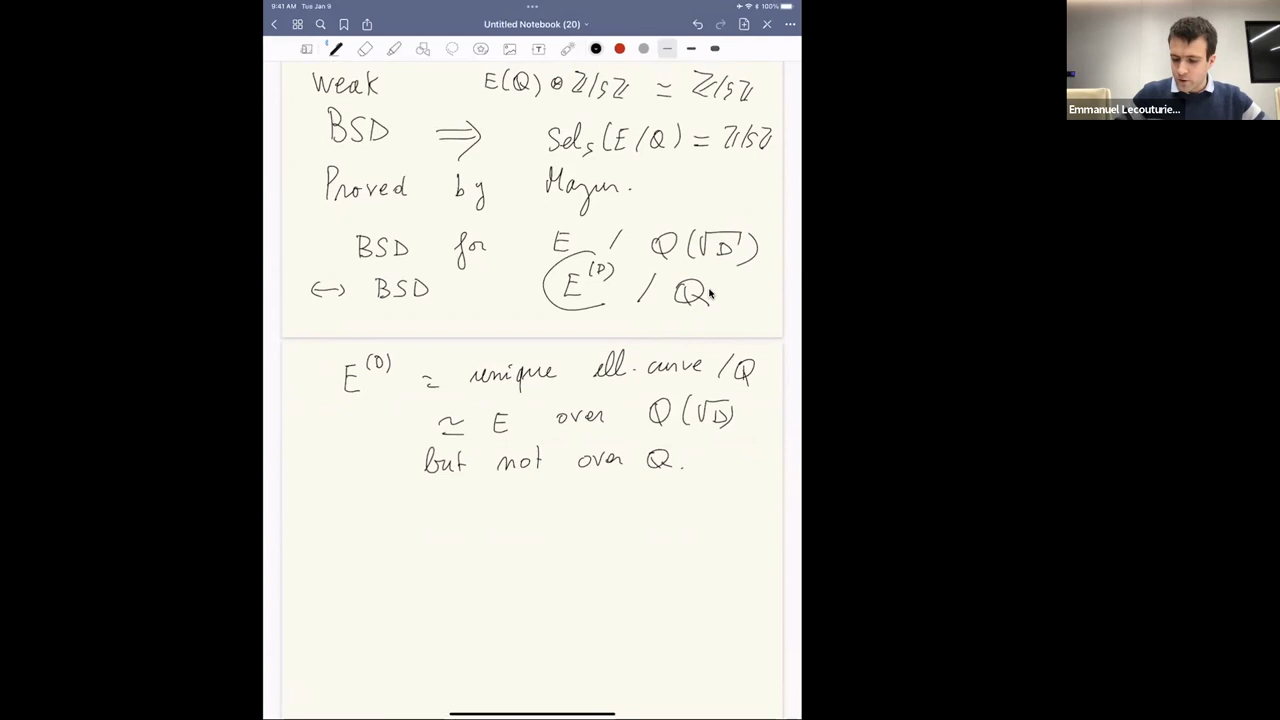 9:41 AM Tue Jan 9
100%
Untitled Notebook (20)
Weak E(Q) ⊗ Z/5Z ≃ Z/5Z
BSD ⟹ Sel₅(E/Q) = Z/5Z
Proved by Mazur.
BSD for E / Q(√D)
↔ BSD E^(D) / Q
E^(D) = unique ell. curve /Q
≃ E over Q(√D)
but not over Q.
Emmanuel Lecouturie...